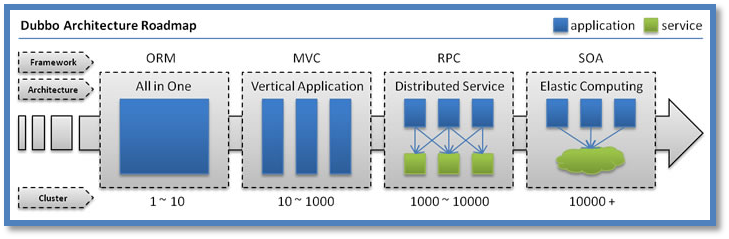 Dubbo Architecture Roadmap
application
service
Framework
ORM
MVC
RPC
SOA
Architecture
All in One
Vertical Application
Distributed Service
Elastic Computing
Cluster
1 ~ 10
10 ~ 1000
1000 ~ 10000
10000 +